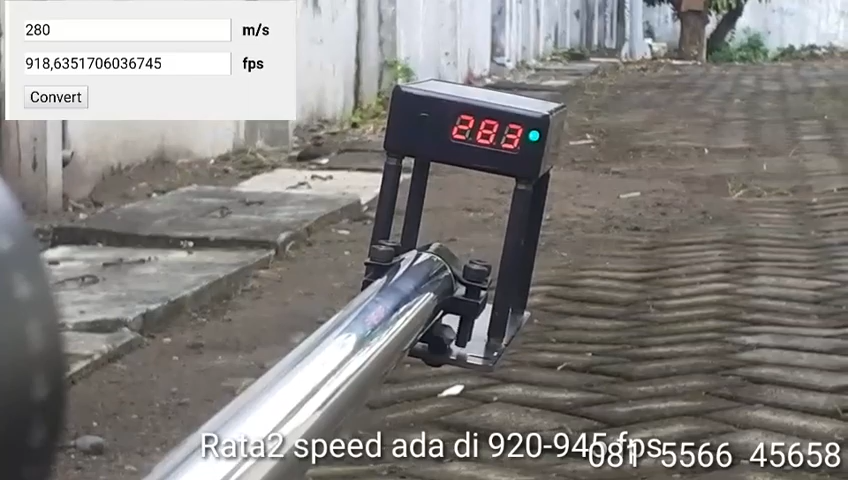 280 m/s
918,6351706036745 fps
Convert
283
Rata2 speed ada di 920-945 fps
081 5566 45658